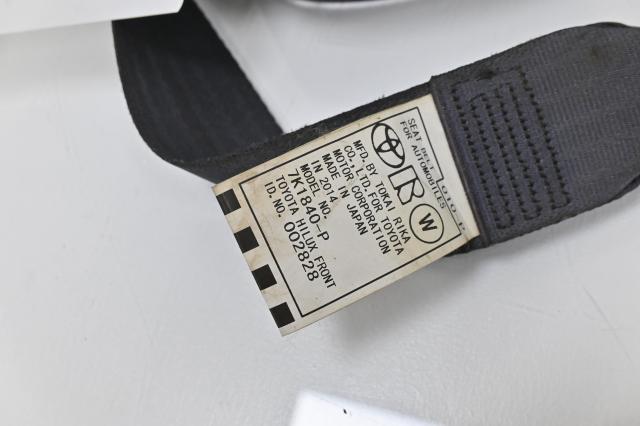 SEAT BELT
FOR AUTOMOBILES
R
W
MFD. BY TOKAI RIKA
CO., LTD. FOR TOYOTA
MOTOR CORPORATION
MADE IN JAPAN
IN 2014
MODEL NO.
7K1840-P
TOYOTA HILUX FRONT
ID.NO. 002828